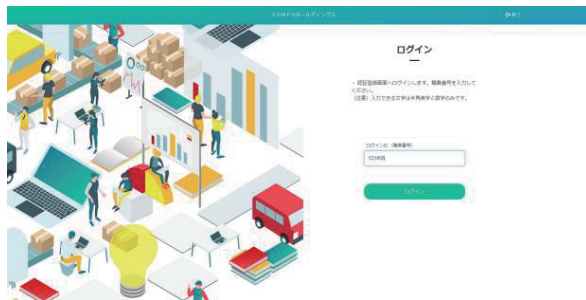 SOMPOホールディングス
終了
ログイン
・ 認証登録画面へログインします。職員番号を入力して
ください。
(注意) 入力できる文字は半角英字と数字のみです。
ログインID (職員番号)
123456
ログイン